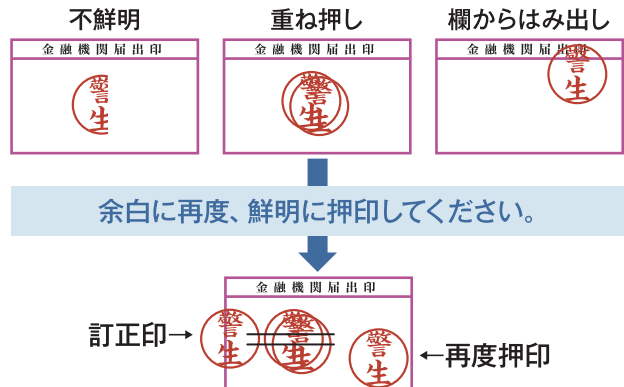 不鮮明
重ね押し
欄からはみ出し
金融機関届出印
金融機関届出印
金融機関届出印
警生
警生
警生
警生
余白に再度、鮮明に押印してください。
金融機関届出印
訂正印
警生
警生
警生
警生
再度押印